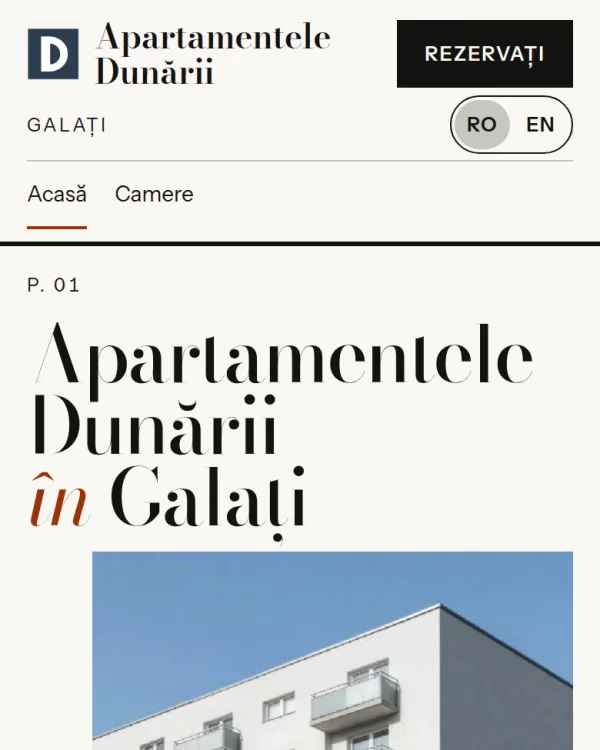 D
Apartamentele
Dunării
REZERVAȚI
GALAȚI
RO EN
Acasă Camere
P. 01
Apartamentele
Dunării
în Galați